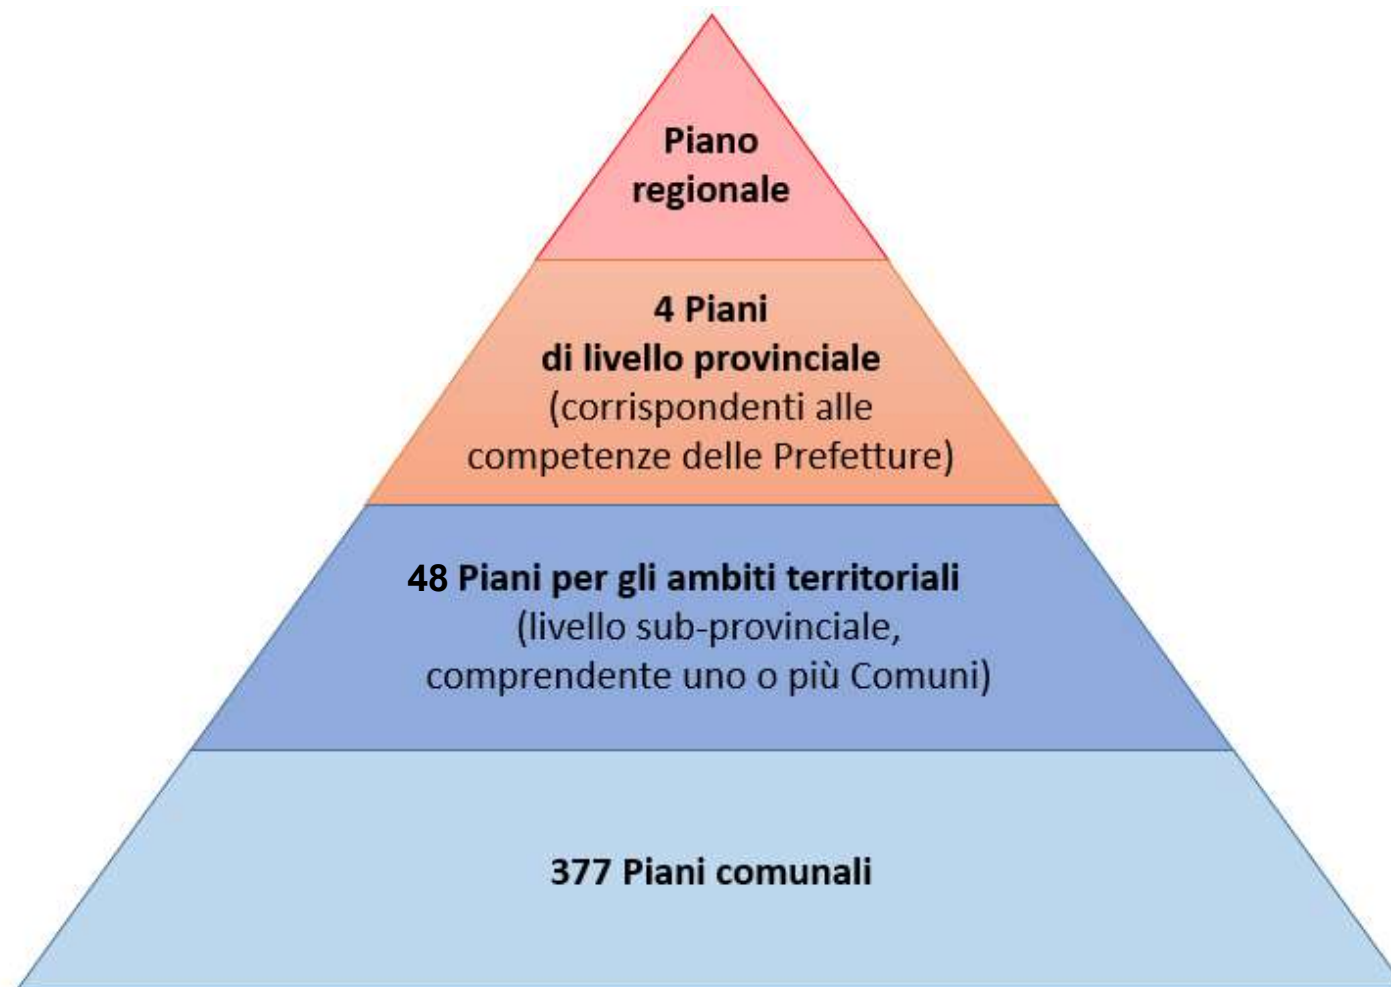 Piano
regionale
4 Piani
di livello provinciale
(corrispondenti alle
competenze delle Prefetture)
48 Piani per gli ambiti territoriali
(livello sub-provinciale,
comprendente uno o più Comuni)
377 Piani comunali